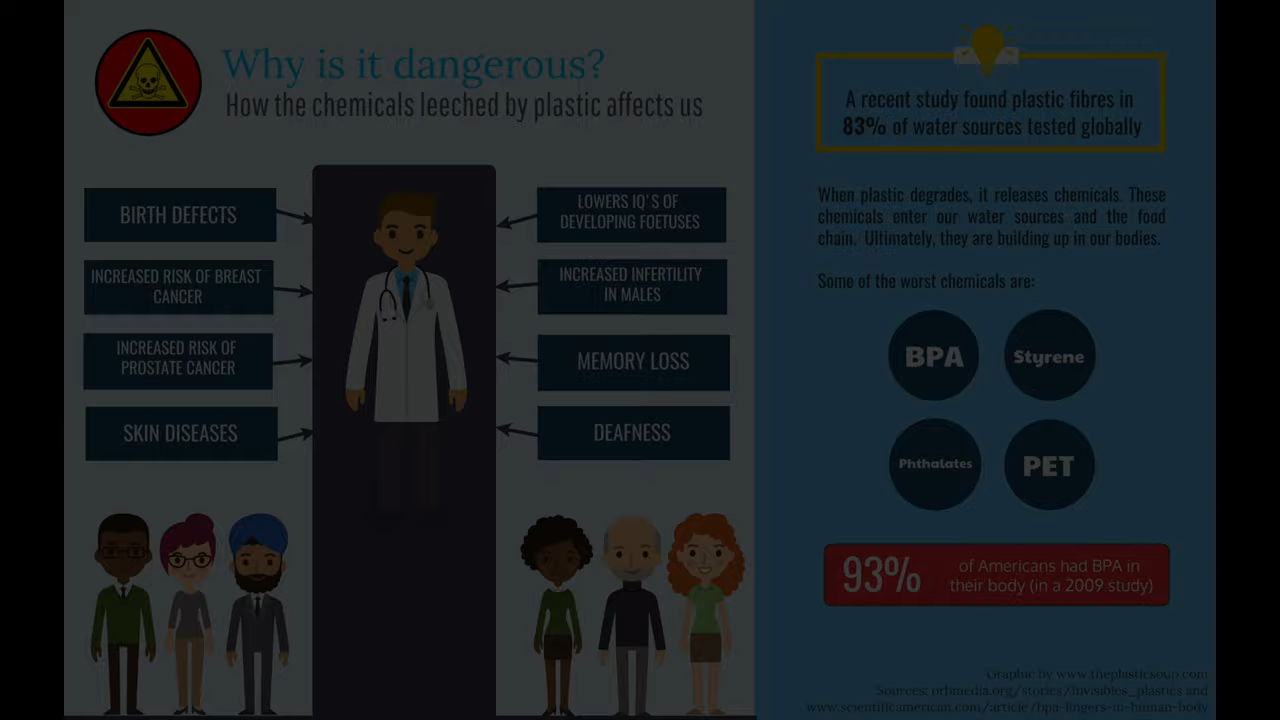 Why is it dangerous?
How the chemicals leeched by plastic affects us
BIRTH DEFECTS
INCREASED RISK OF BREAST
CANCER
INCREASED RISK OF
PROSTATE CANCER
SKIN DISEASES
LOWERS IQ'S OF
DEVELOPING FOETUSES
INCREASED INFERTILITY
IN MALES
MEMORY LOSS
DEAFNESS
A recent study found plastic fibres in
83% of water sources tested globally
When plastic degrades, it releases chemicals. These
chemicals enter our water sources and the food
chain. Ultimately, they are building up in our bodies.
Some of the worst chemicals are:
BPA
Styrene
Phthalates
PET
93%
of Americans had BPA in
their body (in a 2009 study)
Graphic by www.theplasticsoup.com
Sources: orbmedia.org/stories/Invisibles_plastics and
www.scientificamerican.com/article/bpa-lingers-in-human-body